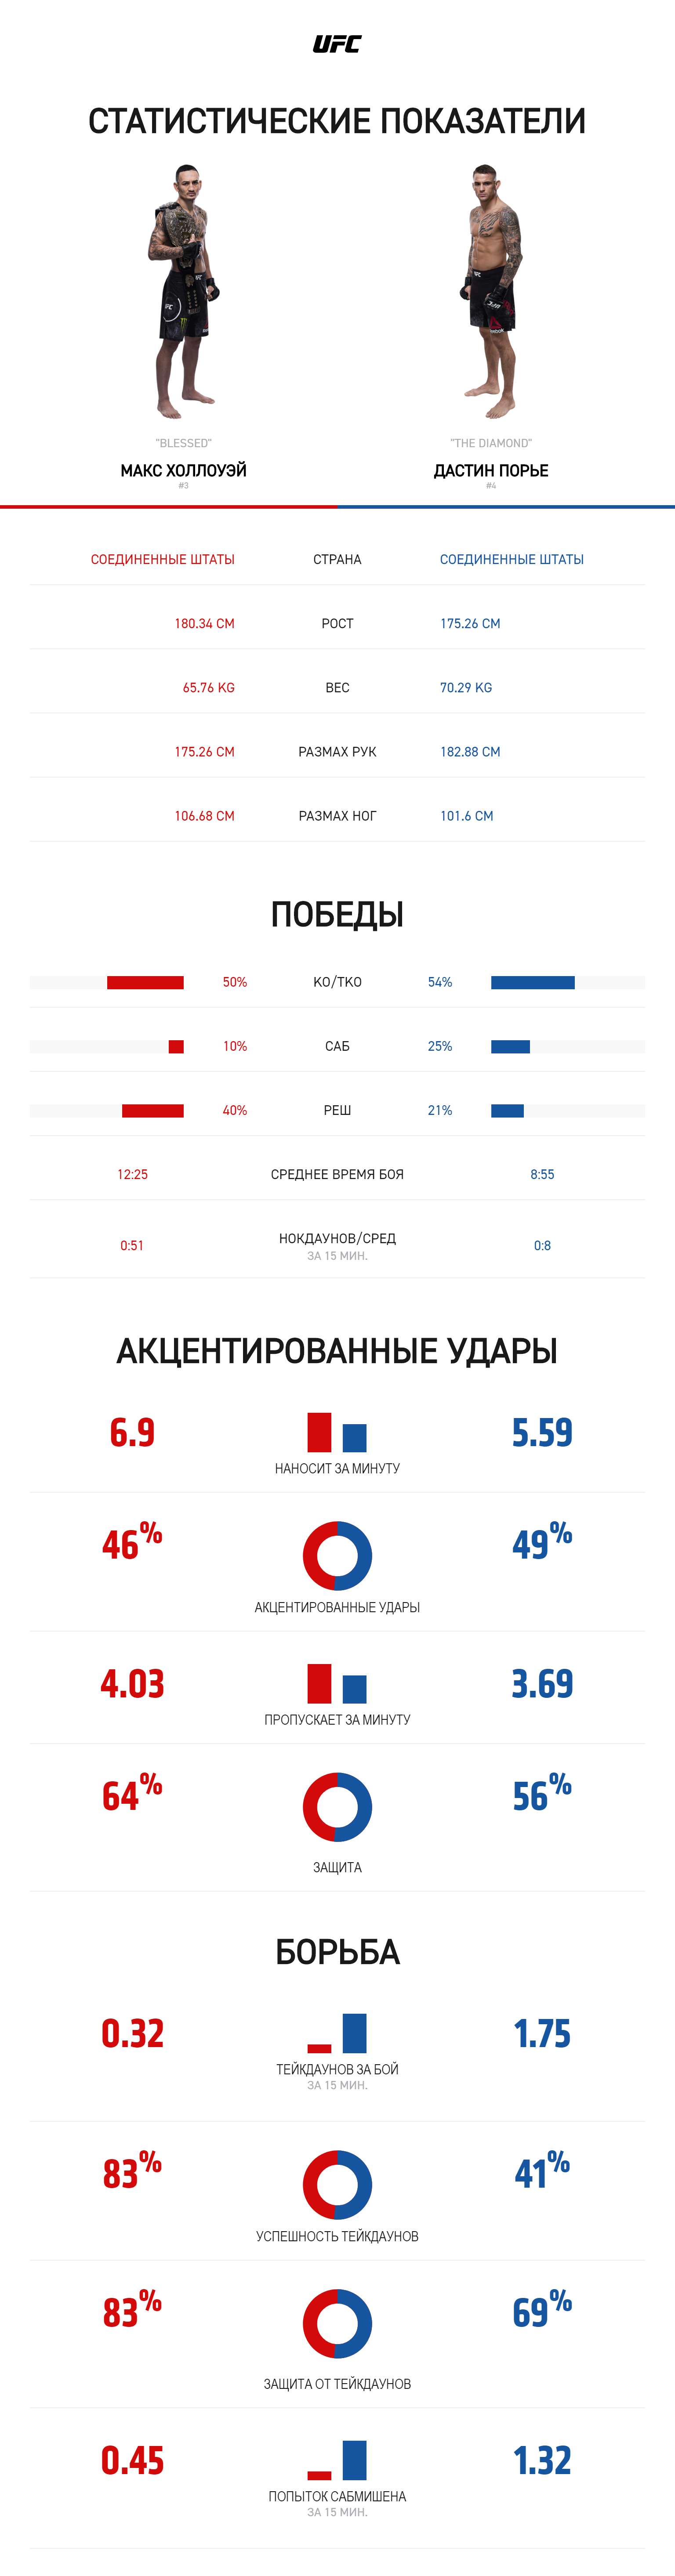 UFC
СТАТИСТИЧЕСКИЕ ПОКАЗАТЕЛИ
"BLESSED" "THE DIAMOND"
МАКС ХОЛЛОУЭЙ ДАСТИН ПОРЬЕ
#3 #4
СОЕДИНЕННЫЕ ШТАТЫ СТРАНА СОЕДИНЕННЫЕ ШТАТЫ
180.34 CM РОСТ 175.26 CM
65.76 KG ВЕС 70.29 KG
175.26 CM РАЗМАХ РУК 182.88 CM
106.68 CM РАЗМАХ НОГ 101.6 CM
ПОБЕДЫ
50% KO/TKO 54%
10% САБ 25%
40% РЕШ 21%
12:25 СРЕДНЕЕ ВРЕМЯ БОЯ 8:55
0:51 НОКДАУНОВ/СРЕД 0:8
ЗА 15 МИН.
АКЦЕНТИРОВАННЫЕ УДАРЫ
6.9 5.59
НАНОСИТ ЗА МИНУТУ
46% 49%
АКЦЕНТИРОВАННЫЕ УДАРЫ
4.03 3.69
ПРОПУСКАЕТ ЗА МИНУТУ
64% 56%
ЗАЩИТА
БОРЬБА
0.32 1.75
ТЕЙКДАУНОВ ЗА БОЙ
ЗА 15 МИН.
83% 41%
УСПЕШНОСТЬ ТЕЙКДАУНОВ
83% 69%
ЗАЩИТА ОТ ТЕЙКДАУНОВ
0.45 1.32
ПОПЫТОК САБМИШЕНА
ЗА 15 МИН.